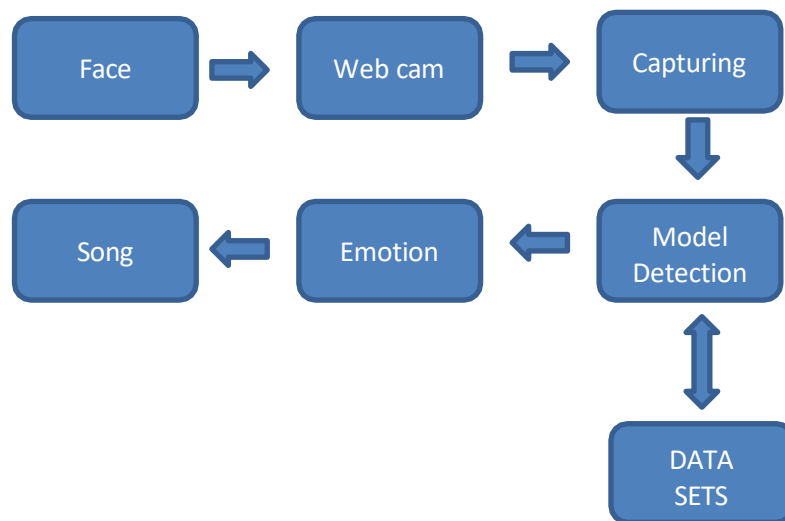 Face
Web cam
Capturing
Song
Emotion
Model
Detection
DATA
SETS